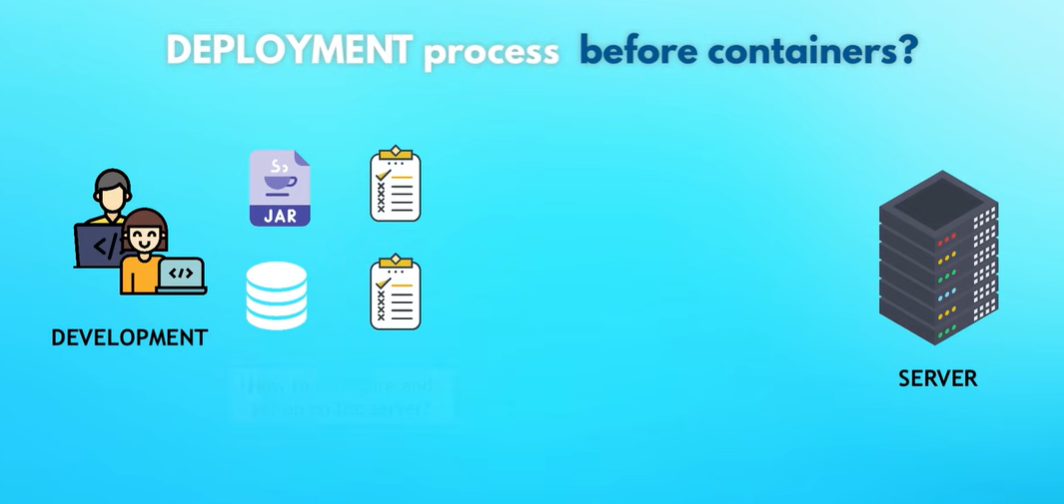 DEPLOYMENT process before containers?
JAR
</>
</>
DEVELOPMENT
SERVER